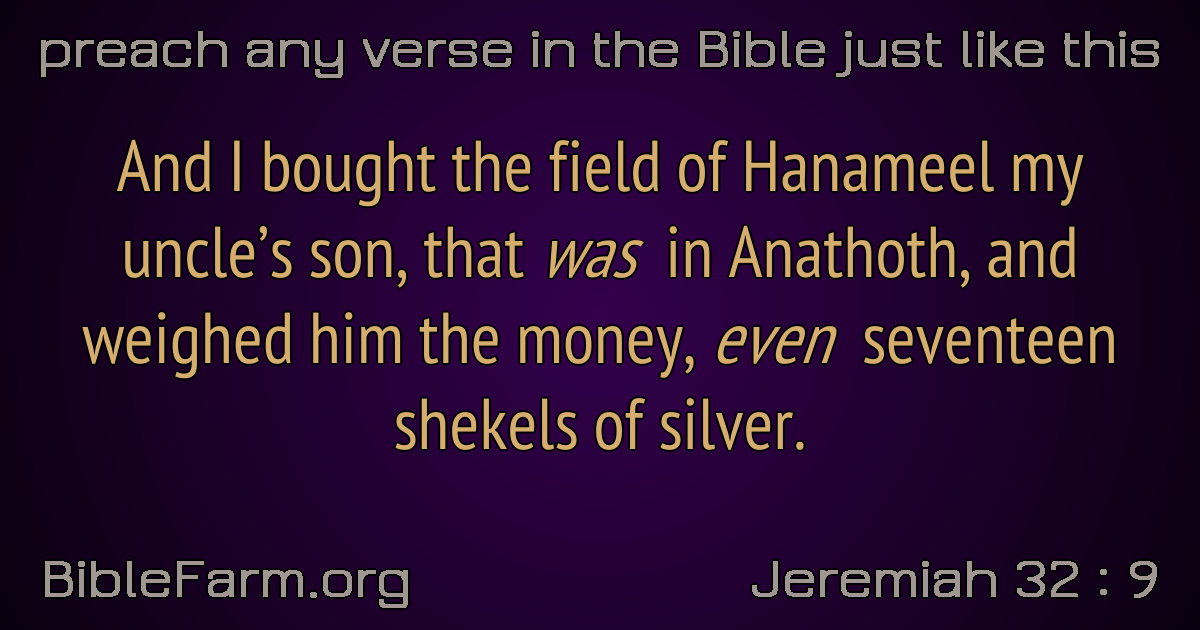 preach any verse in the Bible just like this
And I bought the field of Hanameel my
uncle’s son, that was in Anathoth, and
weighed him the money, even seventeen
shekels of silver.
BibleFarm.org
Jeremiah 32 : 9